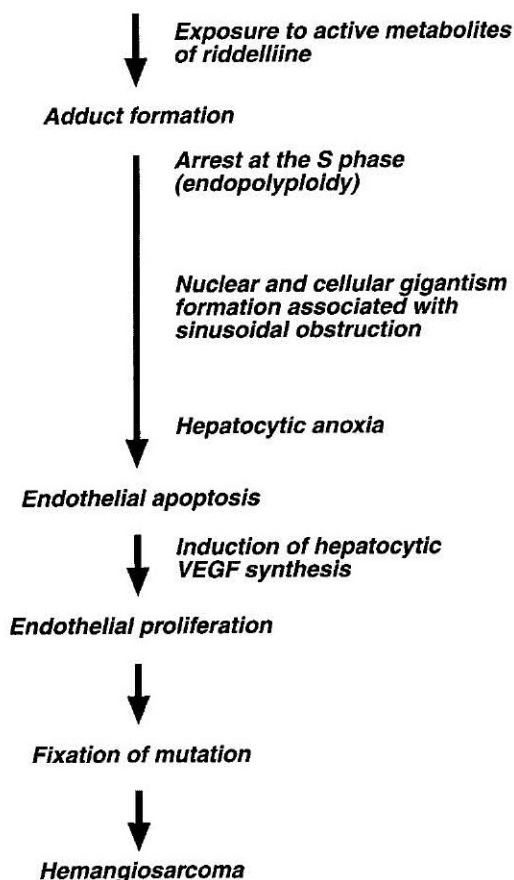 Exposure to active metabolites
of riddelliine
Adduct formation
Arrest at the S phase
(endopolyploidy)
Nuclear and cellular gigantism
formation associated with
sinusoidal obstruction
Hepatocytic anoxia
Endothelial apoptosis
Induction of hepatocytic
VEGF synthesis
Endothelial proliferation
Fixation of mutation
Hemangiosarcoma